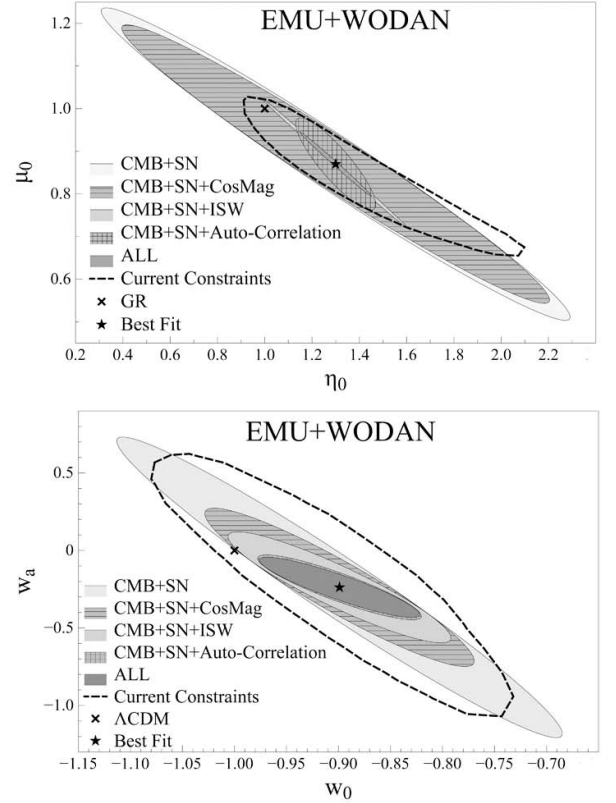 EMU+WODAN
1.2
1.0
0.8
0.6
μ0
CMB+SN
CMB+SN+CosMag
CMB+SN+ISW
CMB+SN+Auto-Correlation
ALL
Current Constraints
GR
Best Fit
0.2 0.4 0.6 0.8 1.0 1.2 1.4 1.6 1.8 2.0 2.2
η0
EMU+WODAN
0.5
0
−0.5
−1.0
wa
CMB+SN
CMB+SN+CosMag
CMB+SN+ISW
CMB+SN+Auto-Correlation
ALL
Current Constraints
ΛCDM
Best Fit
−1.15 −1.10 −1.05 −1.00 −0.95 −0.90 −0.85 −0.80 −0.75 −0.70 −0.65
w0